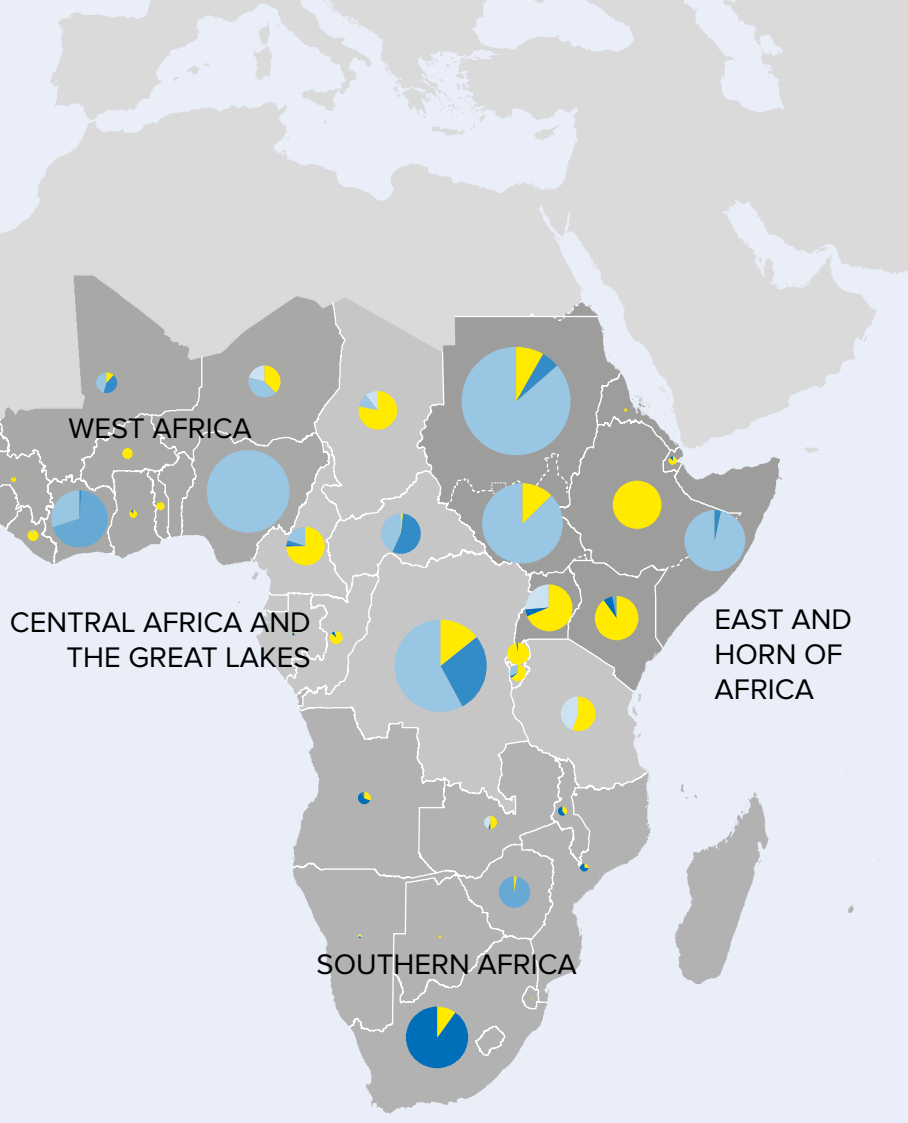 WEST AFRICA
CENTRAL AFRICA AND
THE GREAT LAKES
EAST AND
HORN OF
AFRICA
SOUTHERN AFRICA